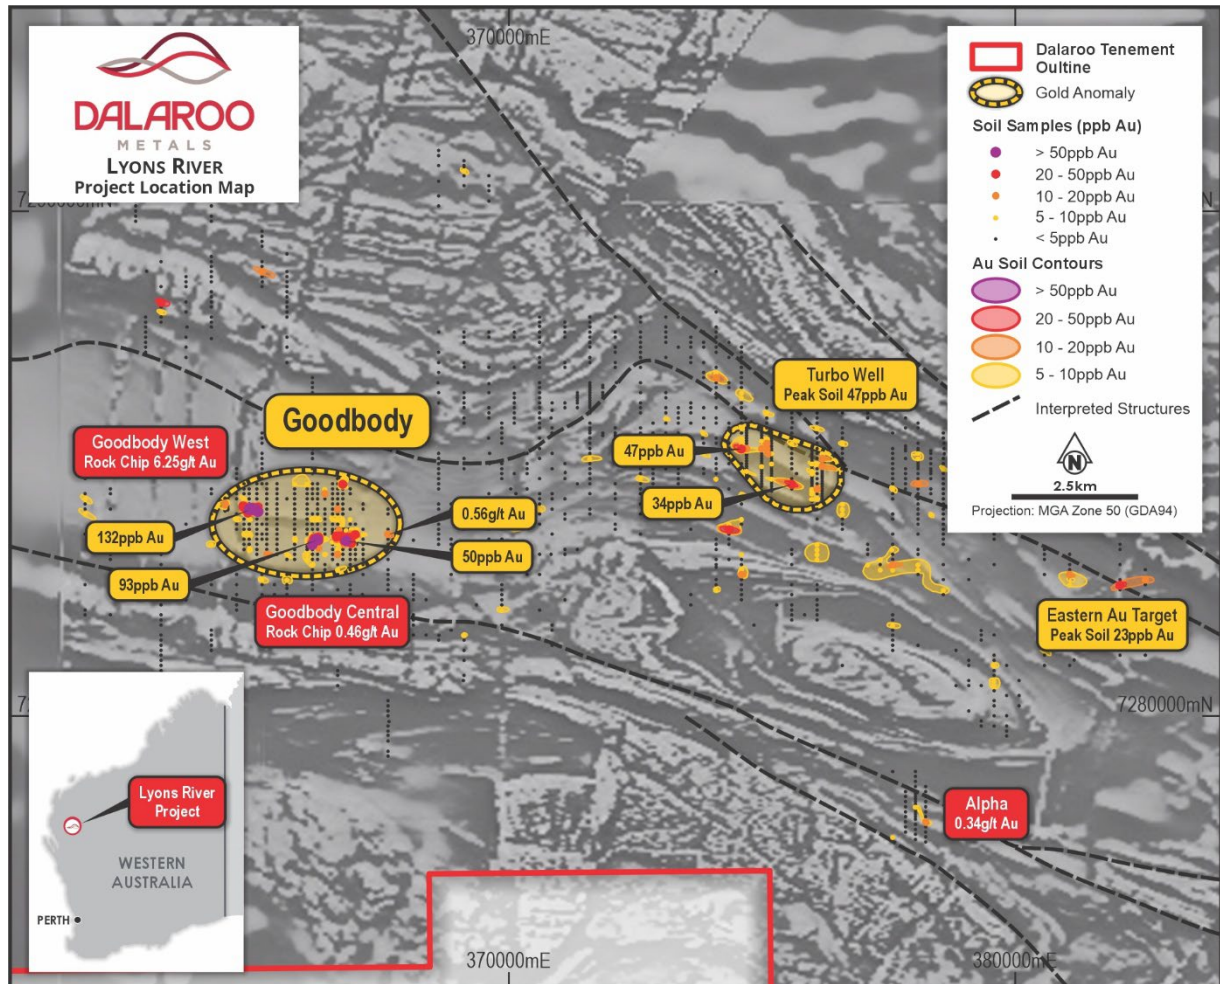 DALAROO
METALS
LYONS RIVER
Project Location Map
370000mE
Dalaroo Tenement
Oultine
Gold Anomaly
Soil Samples (ppb Au)
> 50ppb Au
20 - 50ppb Au
10 - 20ppb Au
5 - 10ppb Au
< 5ppb Au
Au Soil Contours
> 50ppb Au
20 - 50ppb Au
10 - 20ppb Au
5 - 10ppb Au
Interpreted Structures
N
2.5km
Projection: MGA Zone 50 (GDA94)
Turbo Well
Peak Soil 47ppb Au
Goodbody
Goodbody West
Rock Chip 6.25g/t Au
47ppb Au
34ppb Au
0.56g/t Au
132ppb Au
50ppb Au
93ppb Au
Goodbody Central
Rock Chip 0.46g/t Au
Eastern Au Target
Peak Soil 23ppb Au
7280000mN
Lyons River
Project
WESTERN
AUSTRALIA
PERTH
Alpha
0.34g/t Au
370000mE
380000mE